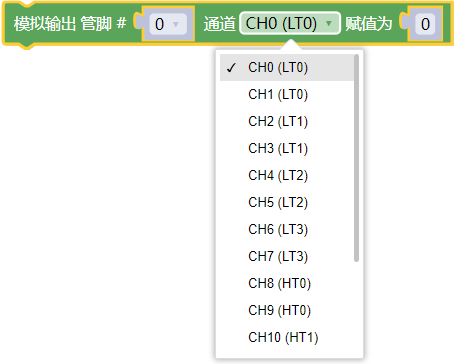 模拟输出 管脚 # 0 通道 CH0 (LT0) 赋值为 0
✓ CH0 (LT0)
CH1 (LT0)
CH2 (LT1)
CH3 (LT1)
CH4 (LT2)
CH5 (LT2)
CH6 (LT3)
CH7 (LT3)
CH8 (HT0)
CH9 (HT0)
CH10 (HT1)